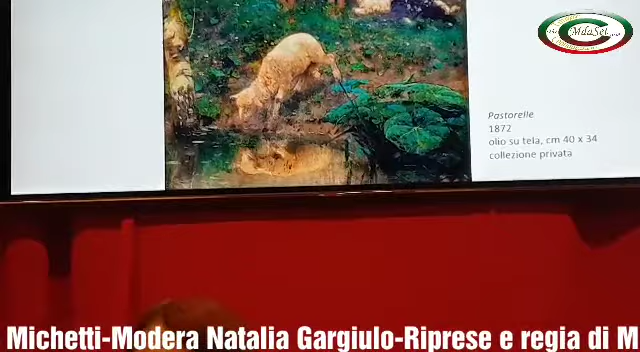 MdaSet
Pastorelle
1872
olio su tela, cm 40 x 34
collezione privata
Michetti-Modera Natalia Gargiulo-Riprese e regia di M